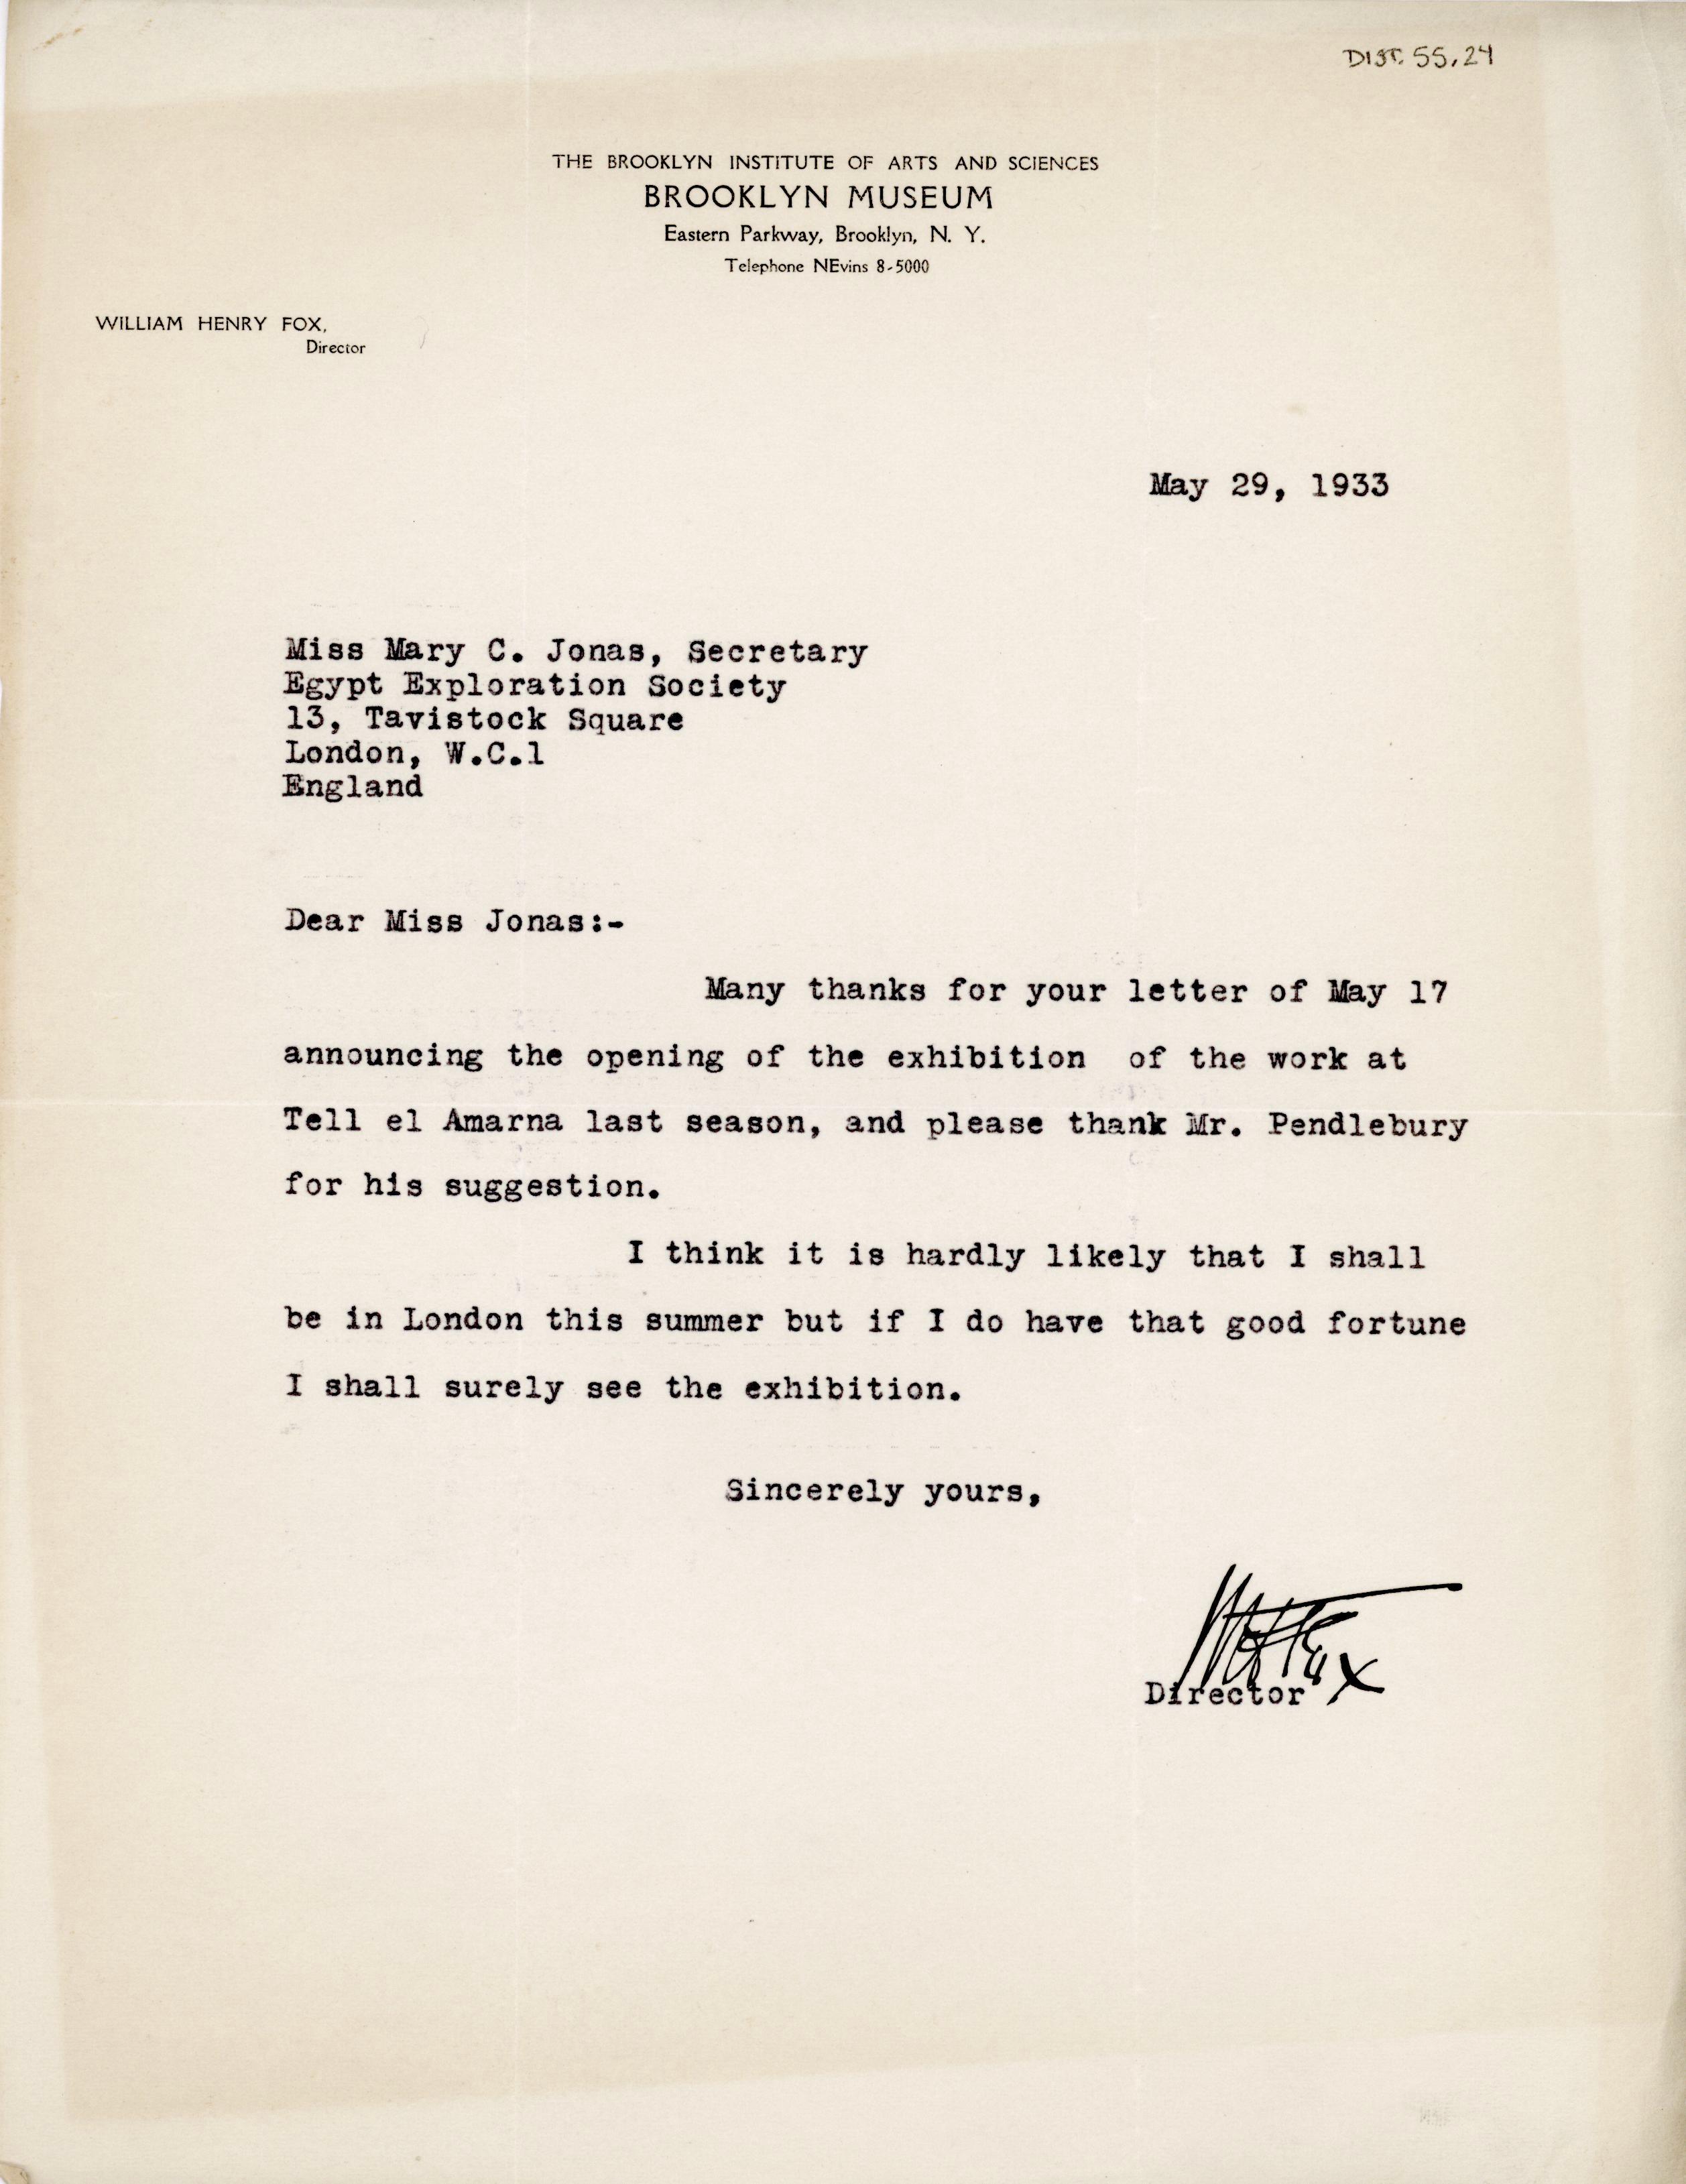 DIST. 55.24
THE BROOKLYN INSTITUTE OF ARTS AND SCIENCES
BROOKLYN MUSEUM
Eastern Parkway, Brooklyn, N. Y.
Telephone NEvins 8-5000
WILLIAM HENRY FOX,
Director
May 29, 1933
Miss Mary C. Jonas, Secretary
Egypt Exploration Society
13, Tavistock Square
London, W.C.1
England
Dear Miss Jonas:-
Many thanks for your letter of May 17
announcing the opening of the exhibition of the work at
Tell el Amarna last season, and please thank Mr. Pendlebury
for his suggestion.
I think it is hardly likely that I shall
be in London this summer but if I do have that good fortune
I shall surely see the exhibition.
Sincerely yours,
WHFox
Director